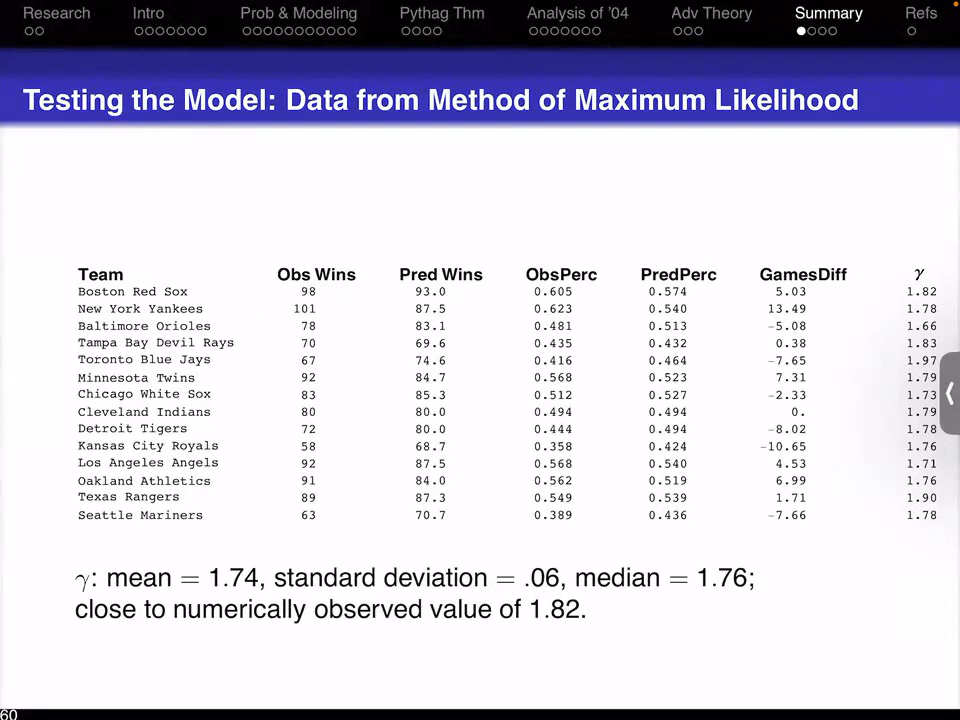 Research Intro Prob & Modeling Pythag Thm Analysis of '04 Adv Theory Summary Refs
Testing the Model: Data from Method of Maximum Likelihood
Team Obs Wins Pred Wins ObsPerc PredPerc GamesDiff γ
Boston Red Sox 98 93.0 0.605 0.574 5.03 1.82
New York Yankees 101 87.5 0.623 0.540 13.49 1.78
Baltimore Orioles 78 83.1 0.481 0.513 -5.08 1.66
Tampa Bay Devil Rays 70 69.6 0.435 0.432 0.38 1.83
Toronto Blue Jays 67 74.6 0.416 0.464 -7.65 1.97
Minnesota Twins 92 84.7 0.568 0.523 7.31 1.79
Chicago White Sox 83 85.3 0.512 0.527 -2.33 1.73
Cleveland Indians 80 80.0 0.494 0.494 0. 1.79
Detroit Tigers 72 80.0 0.444 0.494 -8.02 1.78
Kansas City Royals 58 68.7 0.358 0.424 -10.65 1.76
Los Angeles Angels 92 87.5 0.568 0.540 4.53 1.71
Oakland Athletics 91 84.0 0.562 0.519 6.99 1.76
Texas Rangers 89 87.3 0.549 0.539 1.71 1.90
Seattle Mariners 63 70.7 0.389 0.436 -7.66 1.78
γ: mean = 1.74, standard deviation = .06, median = 1.76;
close to numerically observed value of 1.82.
60